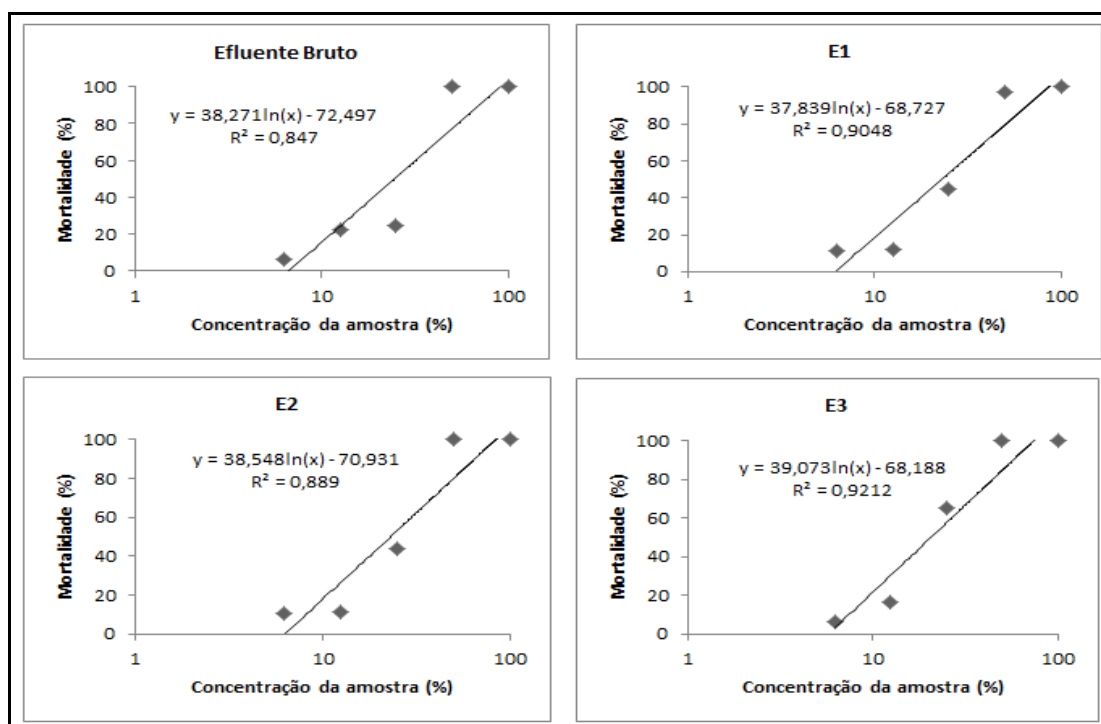 Efluente Bruto
y = 38,271ln(x) - 72,497
R² = 0,847
Mortalidade (%)
100
80
60
40
20
0
1
10
100
Concentração da amostra (%)
E1
y = 37,839ln(x) - 68,727
R² = 0,9048
Mortalidade (%)
100
80
60
40
20
0
1
10
100
Concentração da amostra (%)
E2
y = 38,548ln(x) - 70,931
R² = 0,889
Mortalidade (%)
100
80
60
40
20
0
1
10
100
Concentração da amostra (%)
E3
y = 39,073ln(x) - 68,188
R² = 0,9212
Mortalidade (%)
100
80
60
40
20
0
1
10
100
Concentração da amostra (%)